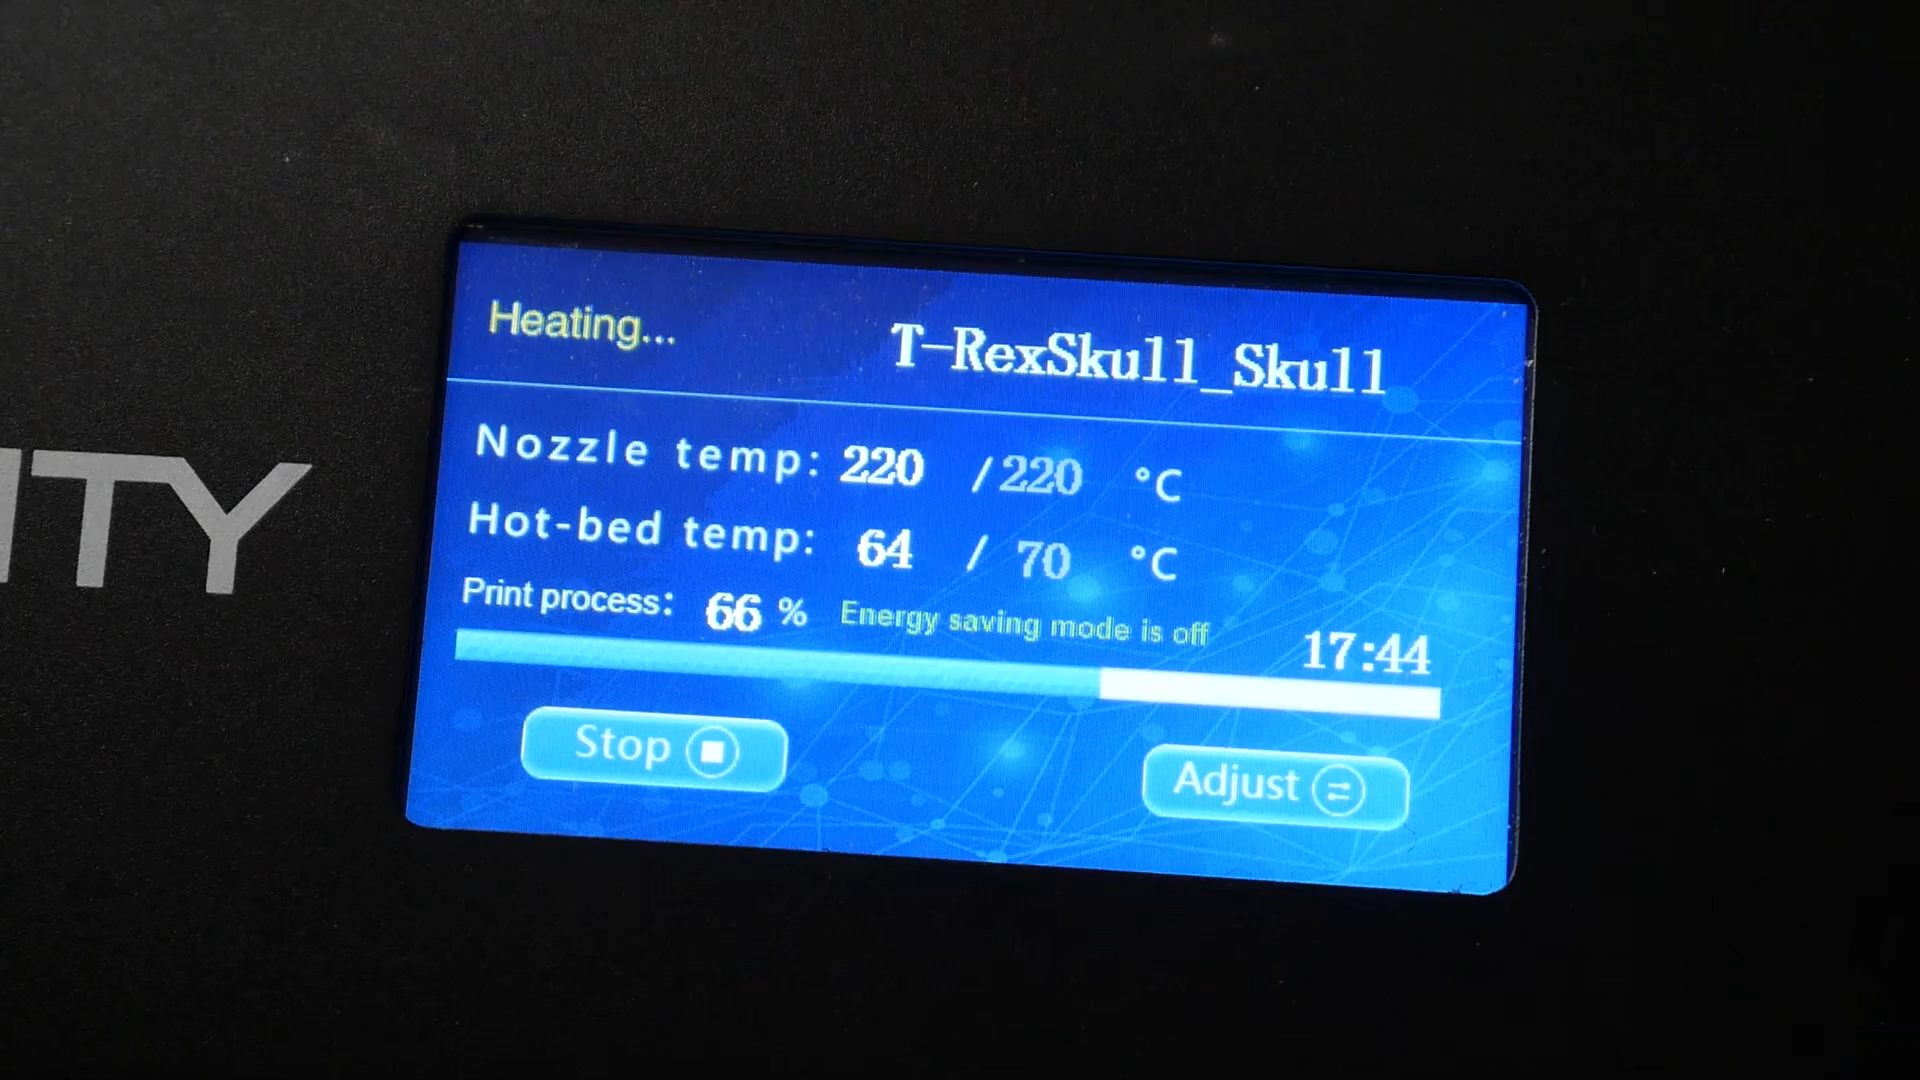 Heating...
T-RexSkull_Skull
Nozzle temp: 220 /220 °C
Hot-bed temp: 64 / 70 °C
Print process: 66 % Energy saving mode is off 17:44
Stop
Adjust
ITY